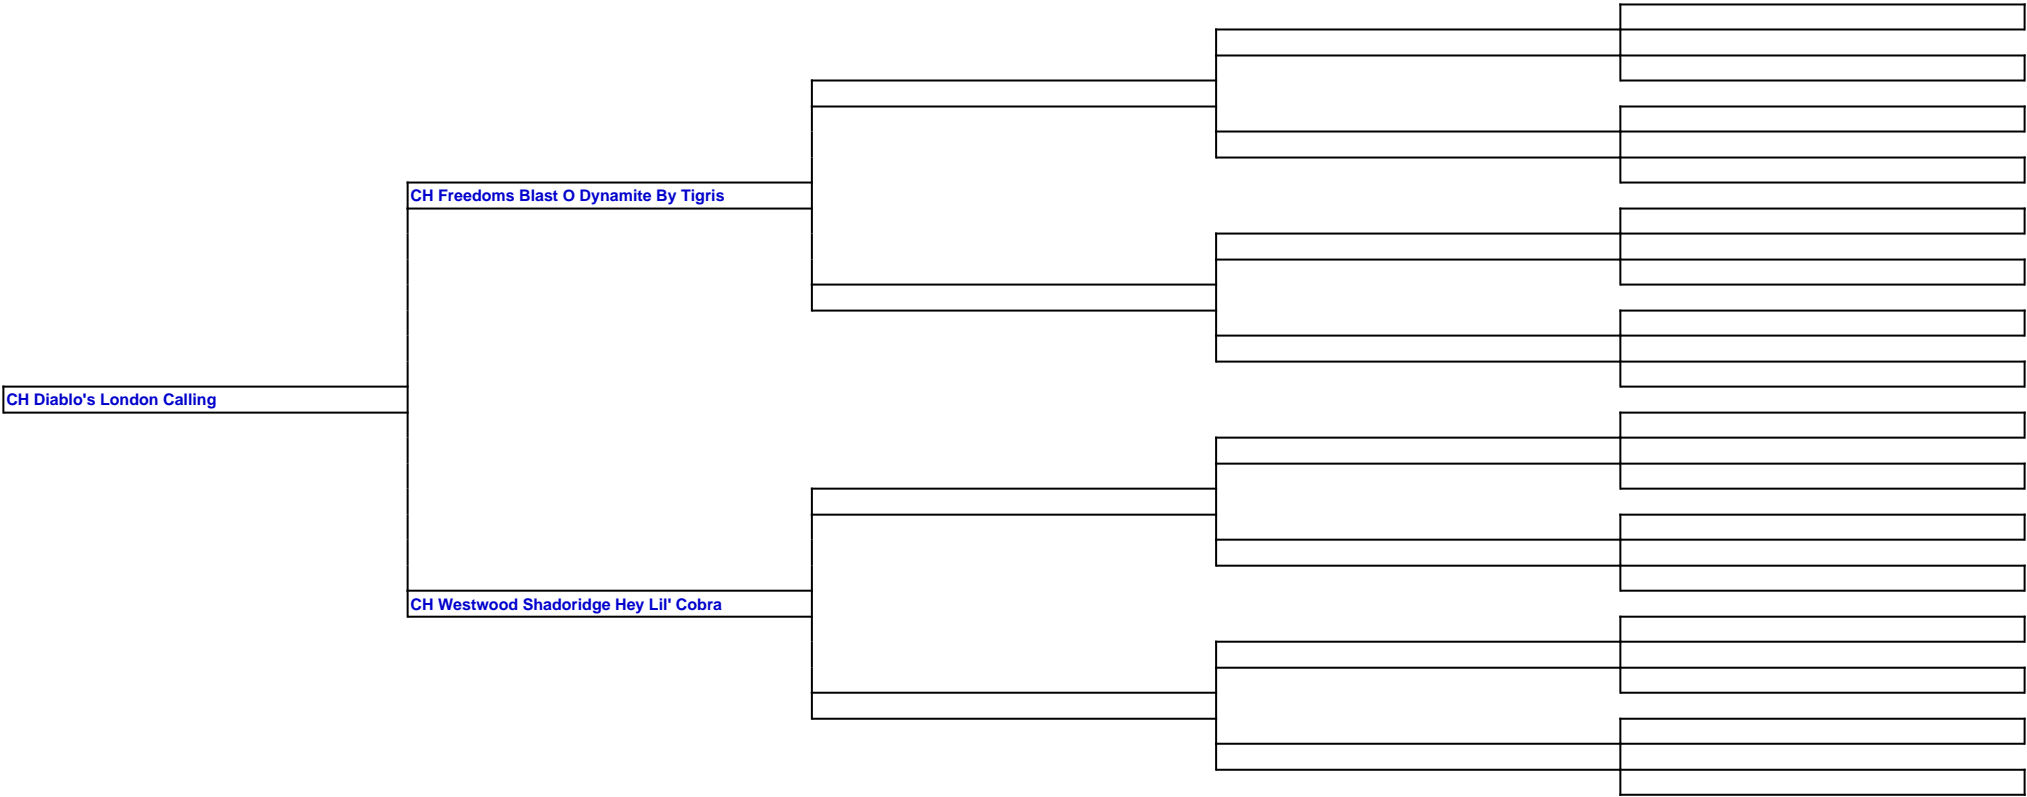 CH Freedoms Blast O Dynamite By Tigris
CH Diablo's London Calling
CH Westwood Shadoridge Hey Lil' Cobra